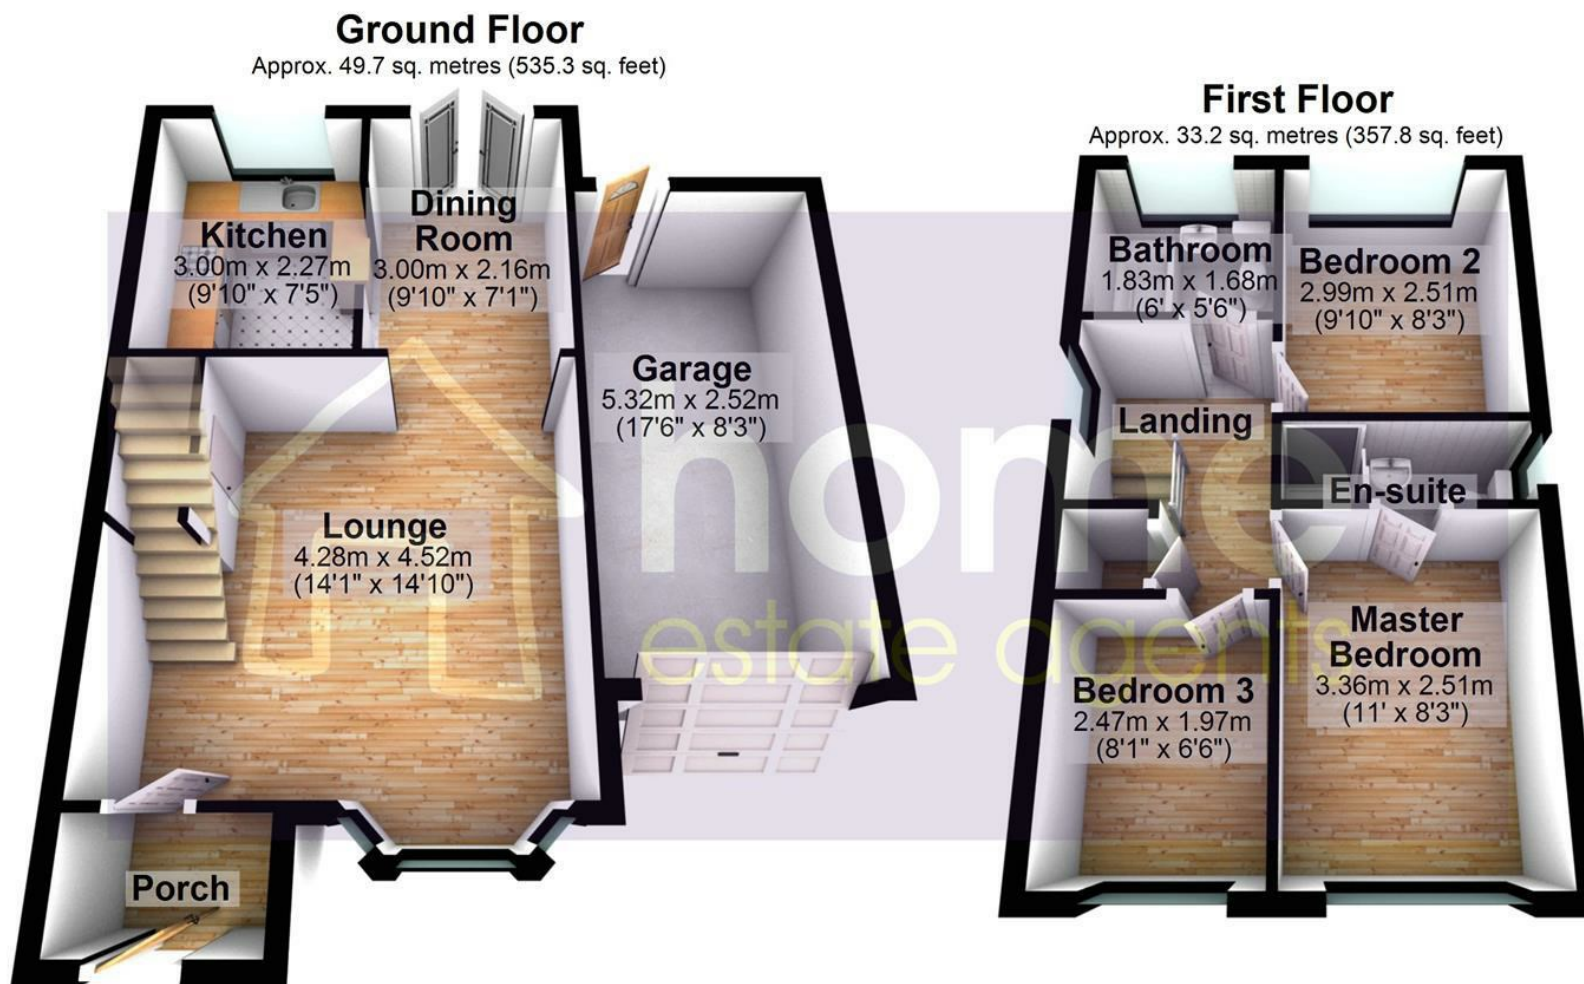 Ground Floor
Approx. 49.7 sq. metres (535.3 sq. feet)
Kitchen
3.00m x 2.27m
(9'10" x 7'5")
Dining
Room
3.00m x 2.16m
(9'10" x 7'1")
Garage
5.32m x 2.52m
(17'6" x 8'3")
Lounge
4.28m x 4.52m
(14'1" x 14'10")
Porch
First Floor
Approx. 33.2 sq. metres (357.8 sq. feet)
Bathroom
1.83m x 1.68m
(6' x 5'6")
Bedroom 2
2.99m x 2.51m
(9'10" x 8'3")
Landing
En-suite
Master
Bedroom
3.36m x 2.51m
(11' x 8'3")
Bedroom 3
2.47m x 1.97m
(8'1" x 6'6")
home
estate agents